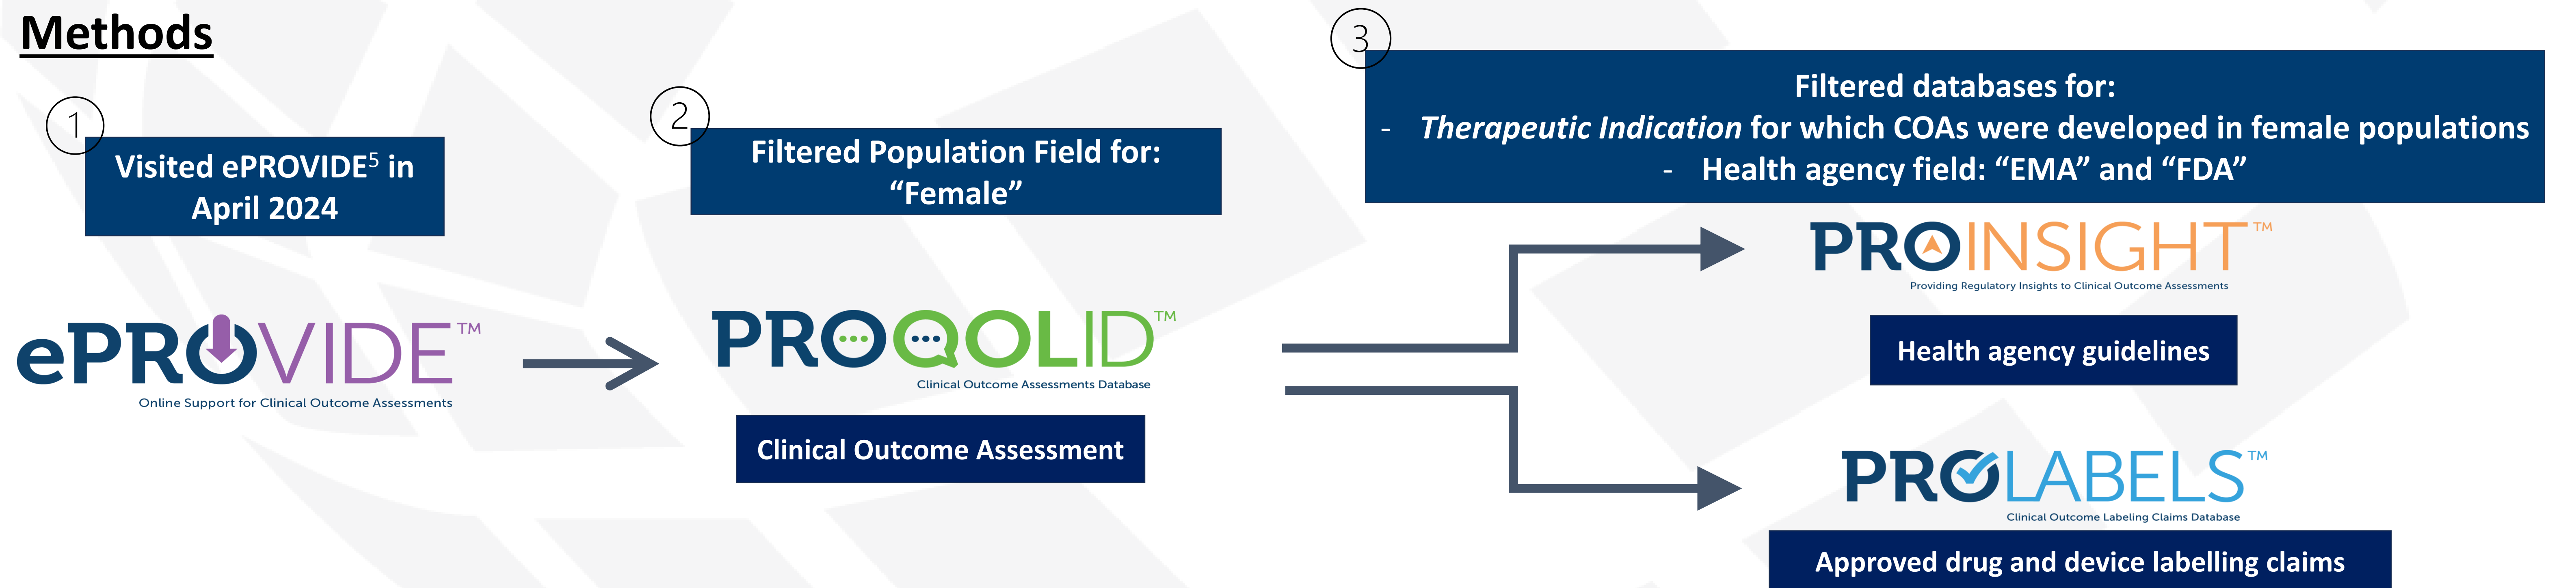 Methods
1
Visited ePROVIDE5 in
April 2024
ePROVIDE™
Online Support for Clinical Outcome Assessments
2
Filtered Population Field for:
“Female”
PROQOLID™
Clinical Outcome Assessments Database
Clinical Outcome Assessment
3
Filtered databases for:
- Therapeutic Indication for which COAs were developed in female populations
- Health agency field: “EMA” and “FDA”
PROINSIGHT™
Providing Regulatory Insights to Clinical Outcome Assessments
Health agency guidelines
PROLABELS™
Clinical Outcome Labeling Claims Database
Approved drug and device labelling claims